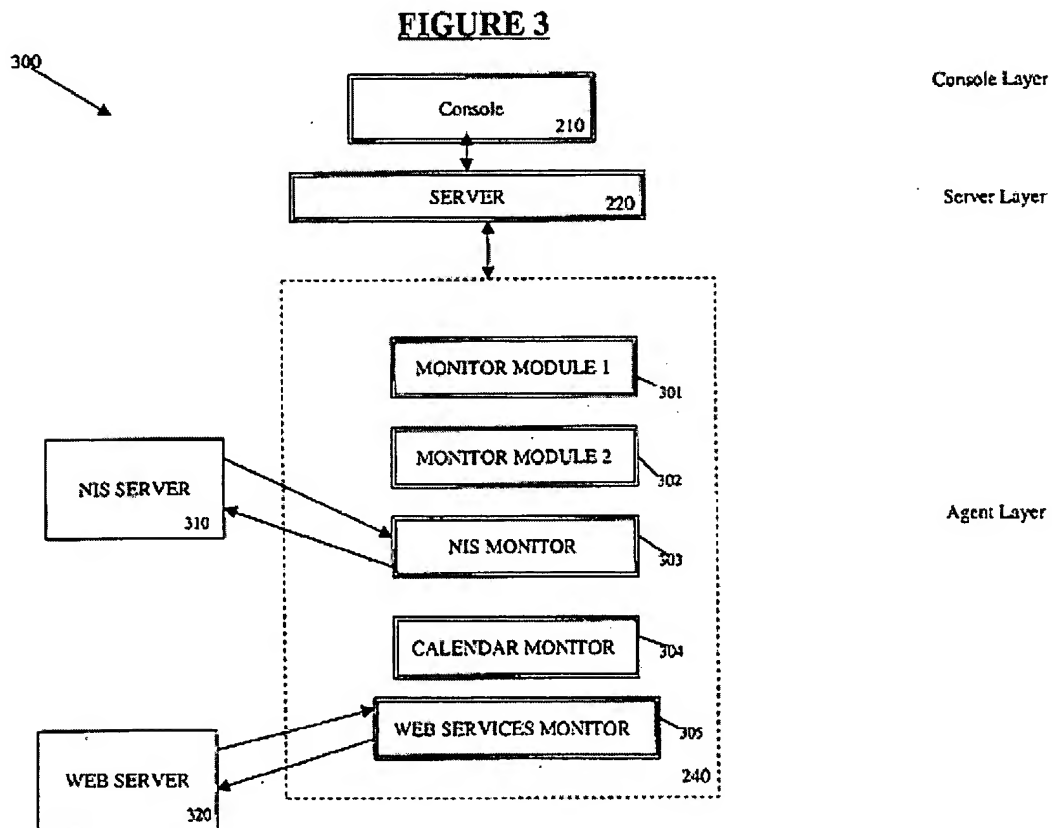 FIGURE 3
300
Console Layer
Console
210
SERVER
220
Server Layer
MONITOR MODULE 1
301
MONITOR MODULE 2
302
NIS SERVER
310
NIS MONITOR
303
Agent Layer
CALENDAR MONITOR
304
WEB SERVICES MONITOR
305
240
WEB SERVER
320